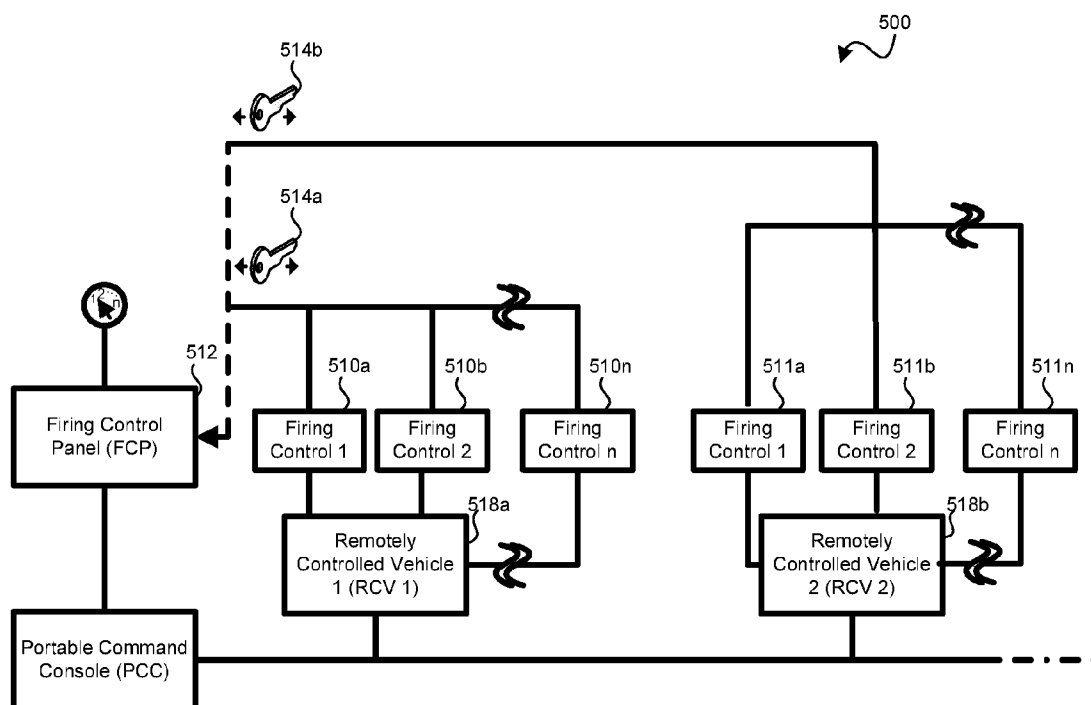 500
514b
514a
12
n
512
510a
510b
510n
511a
511b
511n
Firing Control
Panel (FCP)
Firing
Control 1
Firing
Control 2
Firing
Control n
Firing
Control 1
Firing
Control 2
Firing
Control n
518a
518b
Remotely
Controlled Vehicle
1 (RCV 1)
Remotely
Controlled Vehicle
2 (RCV 2)
Portable Command
Console (PCC)